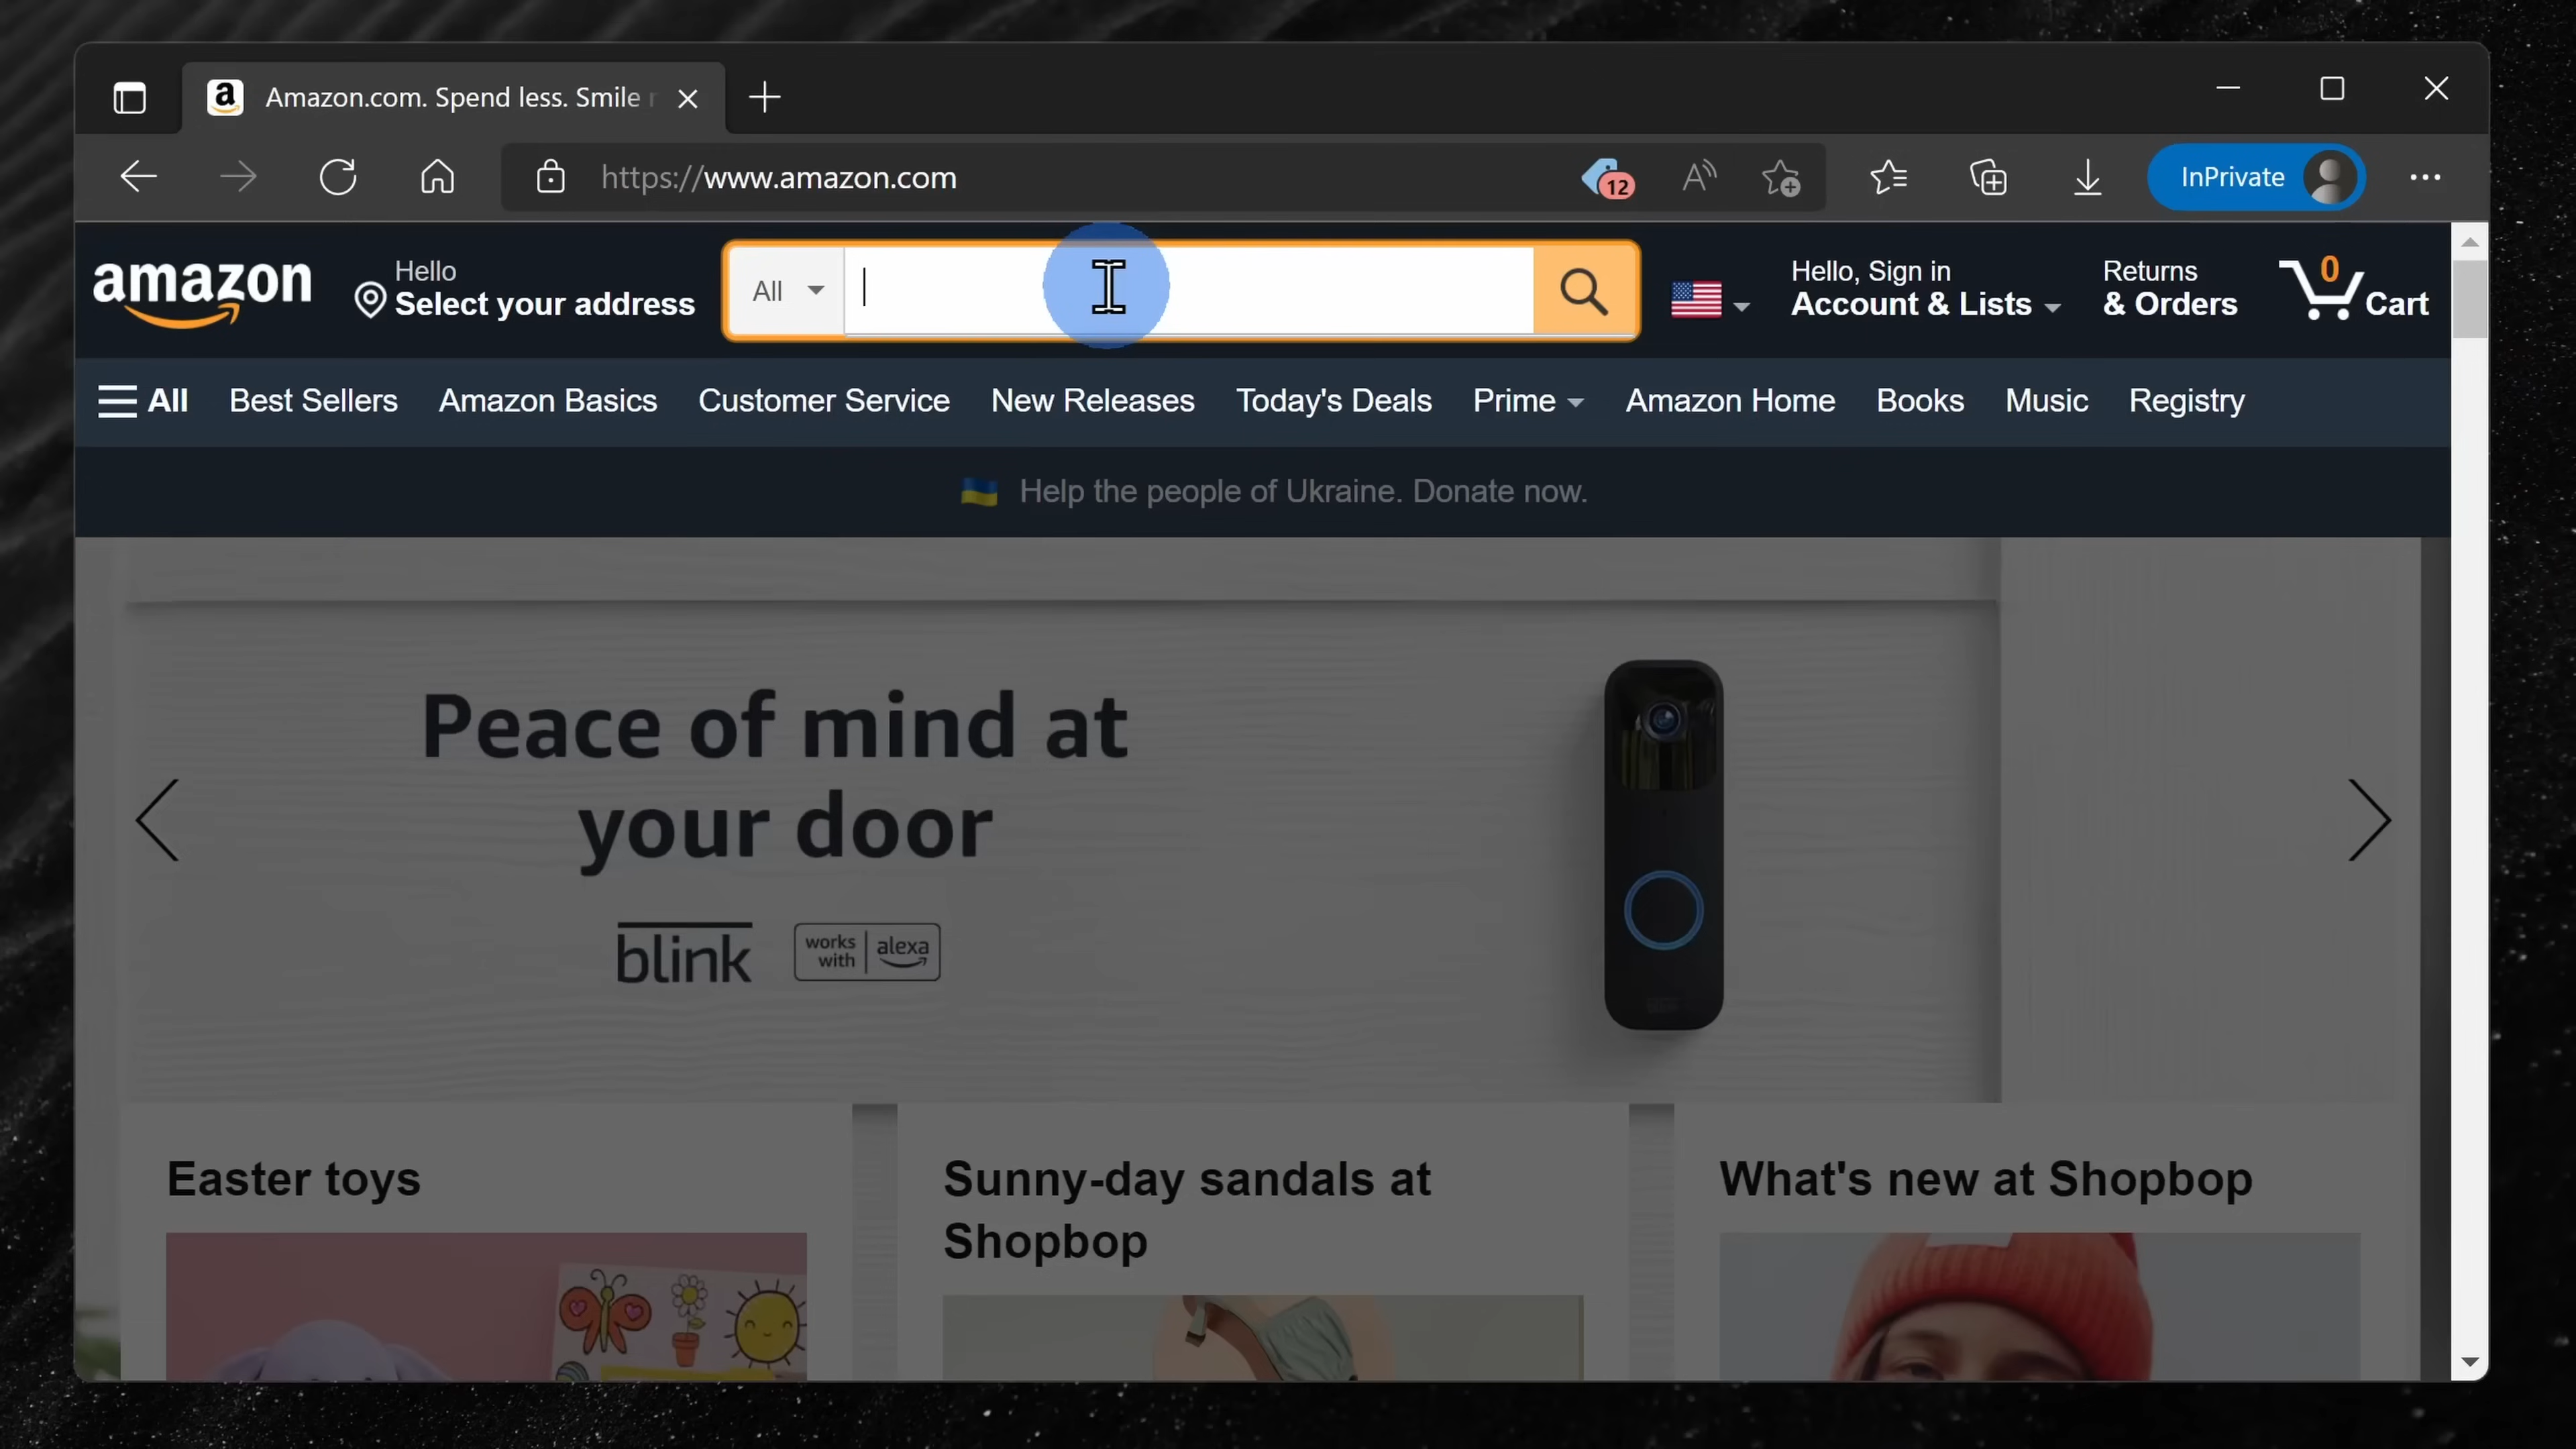 Amazon.com. Spend less. Smile
https://www.amazon.com
12
InPrivate
amazon
Hello
Select your address
All
Hello, Sign in
Account & Lists
Returns
& Orders
0
Cart
All
Best Sellers
Amazon Basics
Customer Service
New Releases
Today's Deals
Prime
Amazon Home
Books
Music
Registry
Help the people of Ukraine. Donate now.
Peace of mind at
your door
blink
works
with
alexa
Easter toys
Sunny-day sandals at
Shopbop
What's new at Shopbop